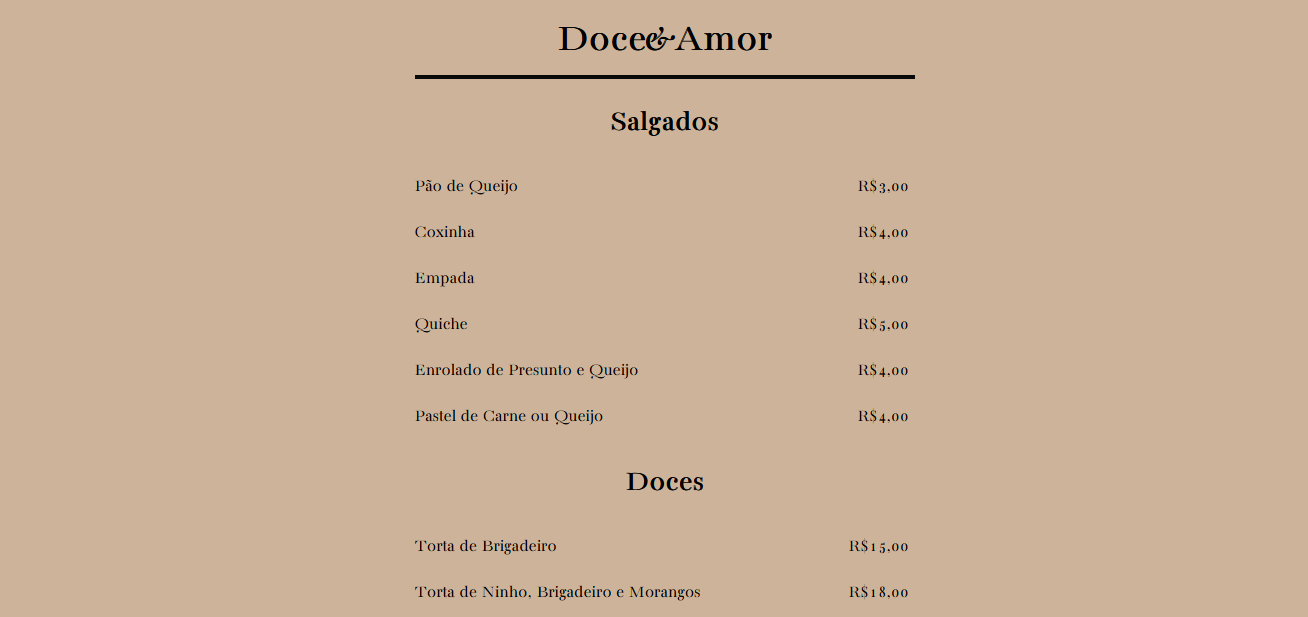 Doce&Amor
Salgados
Pão de Queijo R$3,00
Coxinha R$4,00
Empada R$4,00
Quiche R$5,00
Enrolado de Presunto e Queijo R$4,00
Pastel de Carne ou Queijo R$4,00
Doces
Torta de Brigadeiro R$15,00
Torta de Ninho, Brigadeiro e Morangos R$18,00